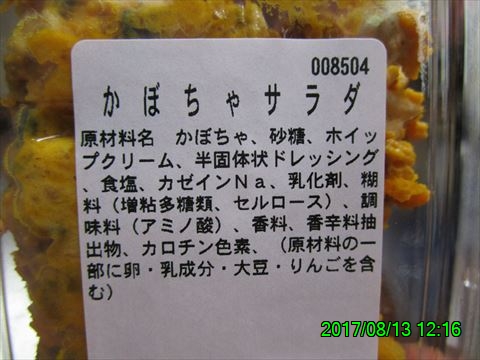 008504
かぼちゃサラダ
原材料名　かぼちゃ、砂糖、ホイッ
プクリーム、半固体状ドレッシング
、食塩、カゼインＮａ、乳化剤、糊
料（増粘多糖類、セルロース）、調
味料（アミノ酸）、香料、香辛料抽
出物、カロチン色素、（原材料の一
部に卵・乳成分・大豆・りんごを含
む）
2017/08/13 12:16